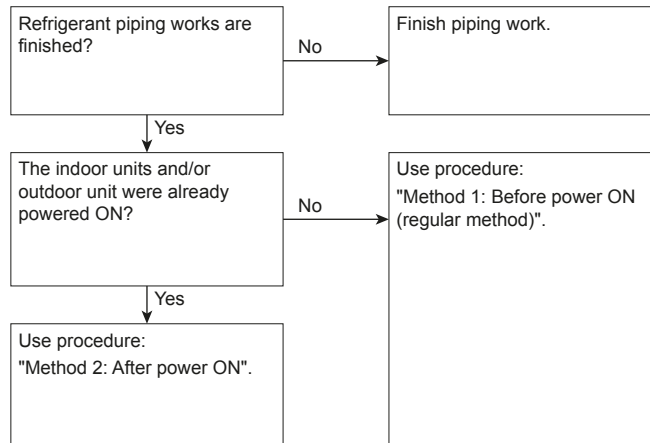 Refrigerant piping works are
finished?
No
Finish piping work.
Yes
The indoor units and/or
outdoor unit were already
powered ON?
No
Use procedure:
"Method 1: Before power ON
(regular method)".
Yes
Use procedure:
"Method 2: After power ON".